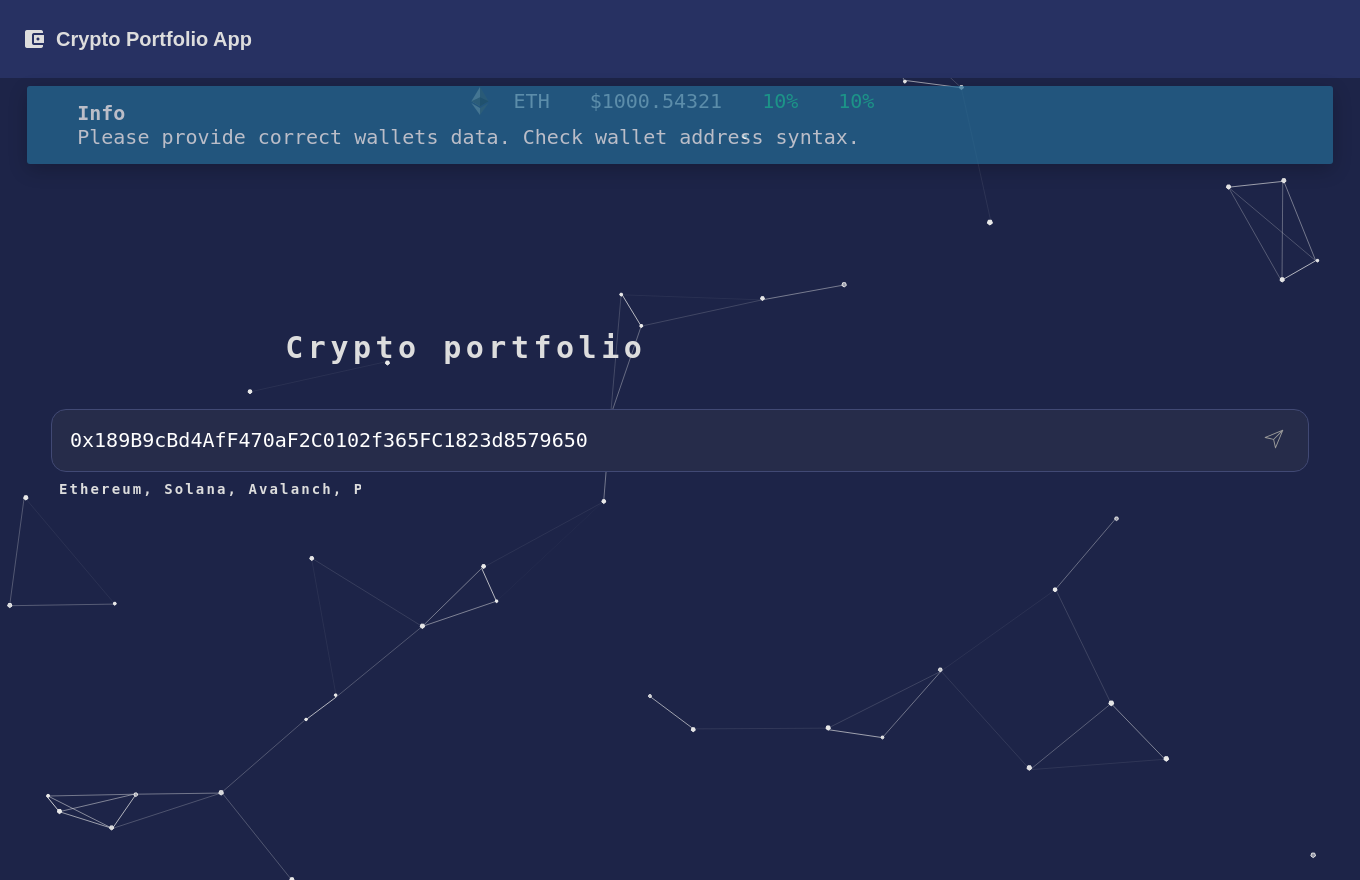 Crypto Portfolio App
ETH $1000.54321 10% 10%
Info
Please provide correct wallets data. Check wallet address syntax.
Crypto portfolio
0x189B9cBd4AfF470aF2C0102f365FC1823d8579650
Ethereum, Solana, Avalanch, P